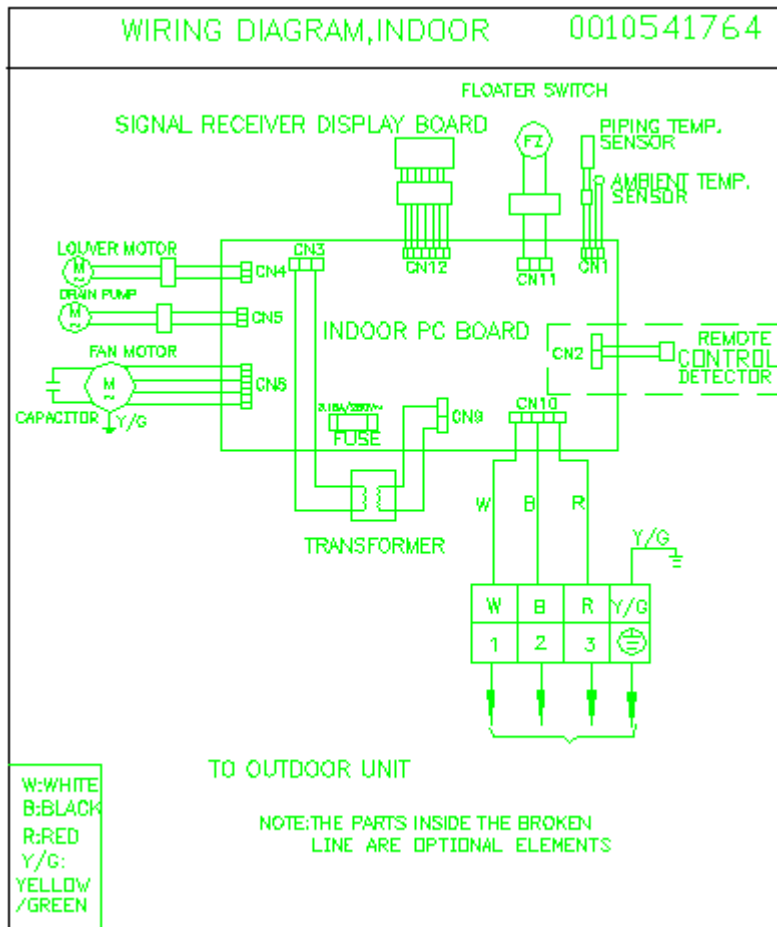 WIRING DIAGRAM,INDOOR 0010541764
FLOATER SWITCH
SIGNAL RECEIVER DISPLAY BOARD
FZ
PIPING TEMP.
SENSOR
AMBIENT TEMP.
SENSOR
LOUVER MOTOR
M
~
CN4
CN3
CN12
CN11
CN1
DRAIN PUMP
M
~
CN5
INDOOR PC BOARD
FAN MOTOR
M
~
CN6
CAPACITOR
Y/G
CN2
REMOTE
CONTROL
DETECTOR
3.15A/250V~
FUSE
CN9
CN10
TRANSFORMER
W B R
Y/G
W B R Y/G
1 2 3
TO OUTDOOR UNIT
NOTE:THE PARTS INSIDE THE BROKEN
LINE ARE OPTIONAL ELEMENTS
W:WHITE
B:BLACK
R:RED
Y/G:
YELLOW
/GREEN